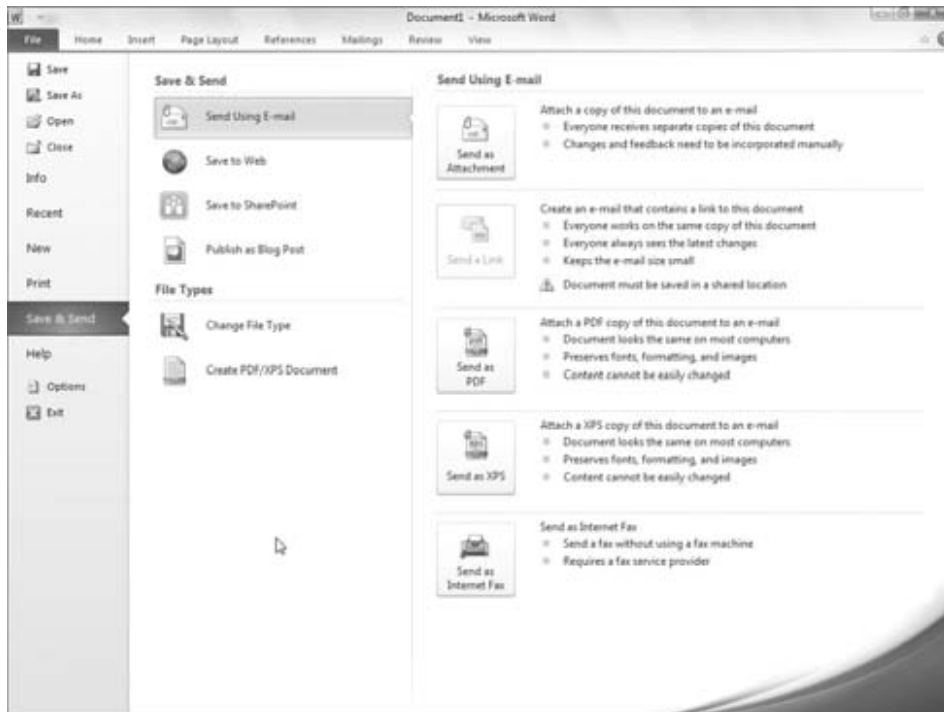 Document1 - Microsoft Word
File Home Insert Page Layout References Mailings Review View
Save
Save As
Open
Close
Info
Recent
New
Print
Save & Send
Help
Options
Exit
Save & Send
Send Using E-mail
Save to Web
Save to SharePoint
Publish as Blog Post
File Types
Change File Type
Create PDF/XPS Document
Send Using E-mail
Send as
Attachment
Attach a copy of this document to an e-mail
Everyone receives separate copies of this document
Changes and feedback need to be incorporated manually
Send a Link
Create an e-mail that contains a link to this document
Everyone works on the same copy of this document
Everyone always sees the latest changes
Keeps the e-mail size small
Document must be saved in a shared location
Send as
PDF
Attach a PDF copy of this document to an e-mail
Document looks the same on most computers
Preserves fonts, formatting, and images
Content cannot be easily changed
Send as XPS
Attach a XPS copy of this document to an e-mail
Document looks the same on most computers
Preserves fonts, formatting, and images
Content cannot be easily changed
Send as
Internet Fax
Send as Internet Fax
Send a fax without using a fax machine
Requires a fax service provider